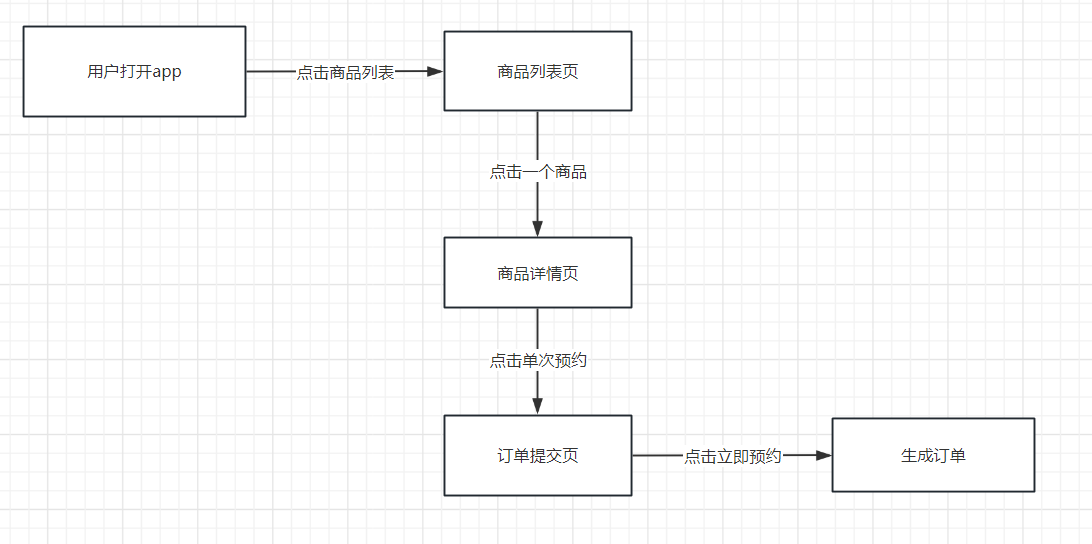 用户打开app
点击商品列表
商品列表页
点击一个商品
商品详情页
点击单次预约
订单提交页
点击立即预约
生成订单